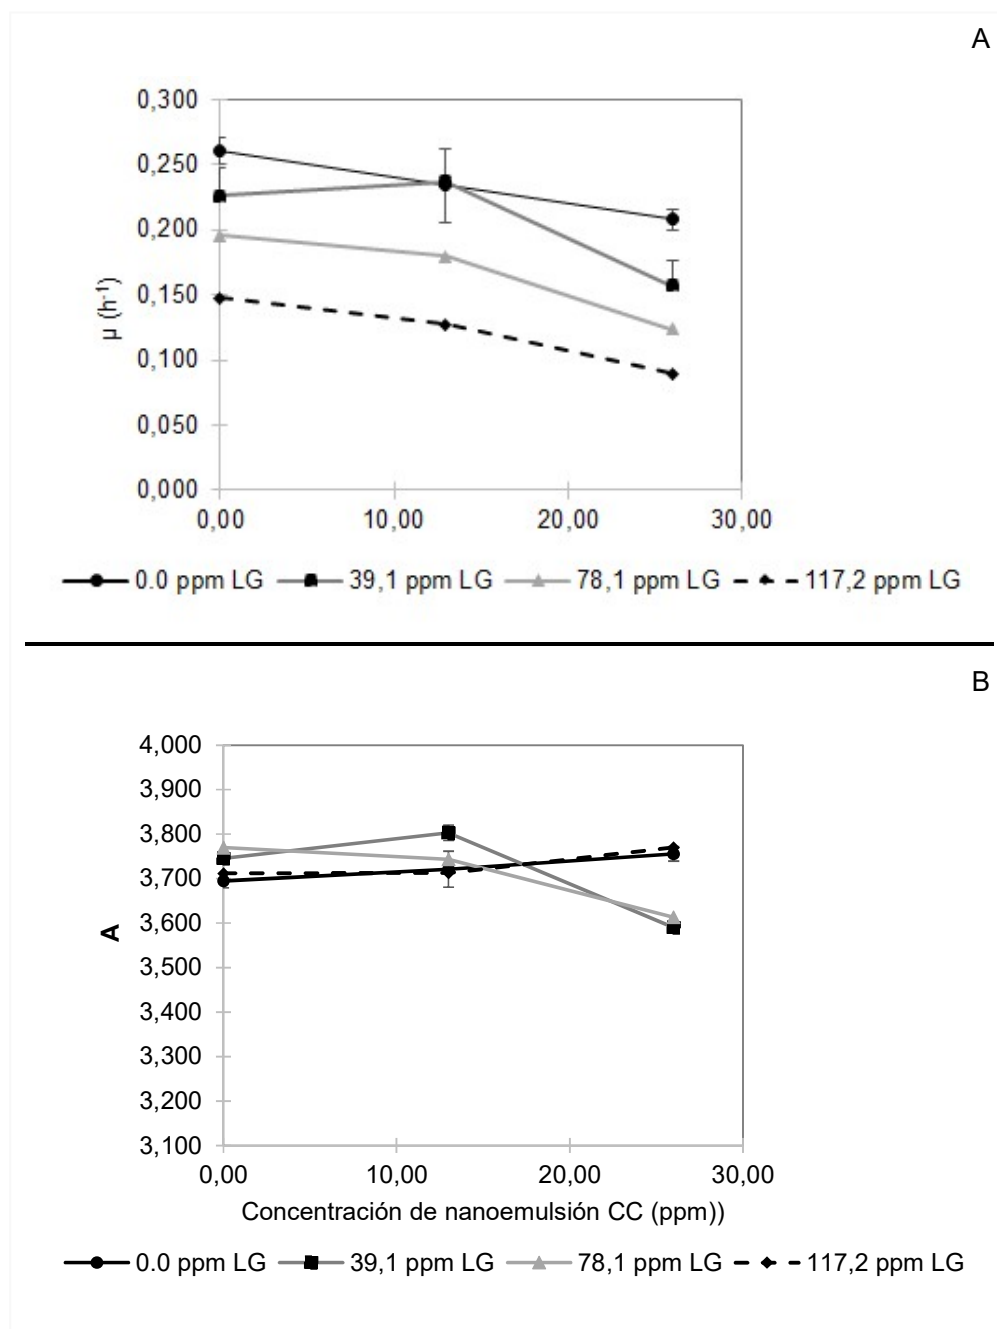 A
0,300
0,250
0,200
0,150
0,100
0,050
0,000
µ (h-1)
0,00 10,00 20,00 30,00
0.0 ppm LG 39,1 ppm LG 78,1 ppm LG 117,2 ppm LG
B
4,000
3,900
3,800
3,700
3,600
3,500
3,400
3,300
3,200
3,100
A
0,00 10,00 20,00 30,00
Concentración de nanoemulsión CC (ppm))
0.0 ppm LG 39,1 ppm LG 78,1 ppm LG 117,2 ppm LG